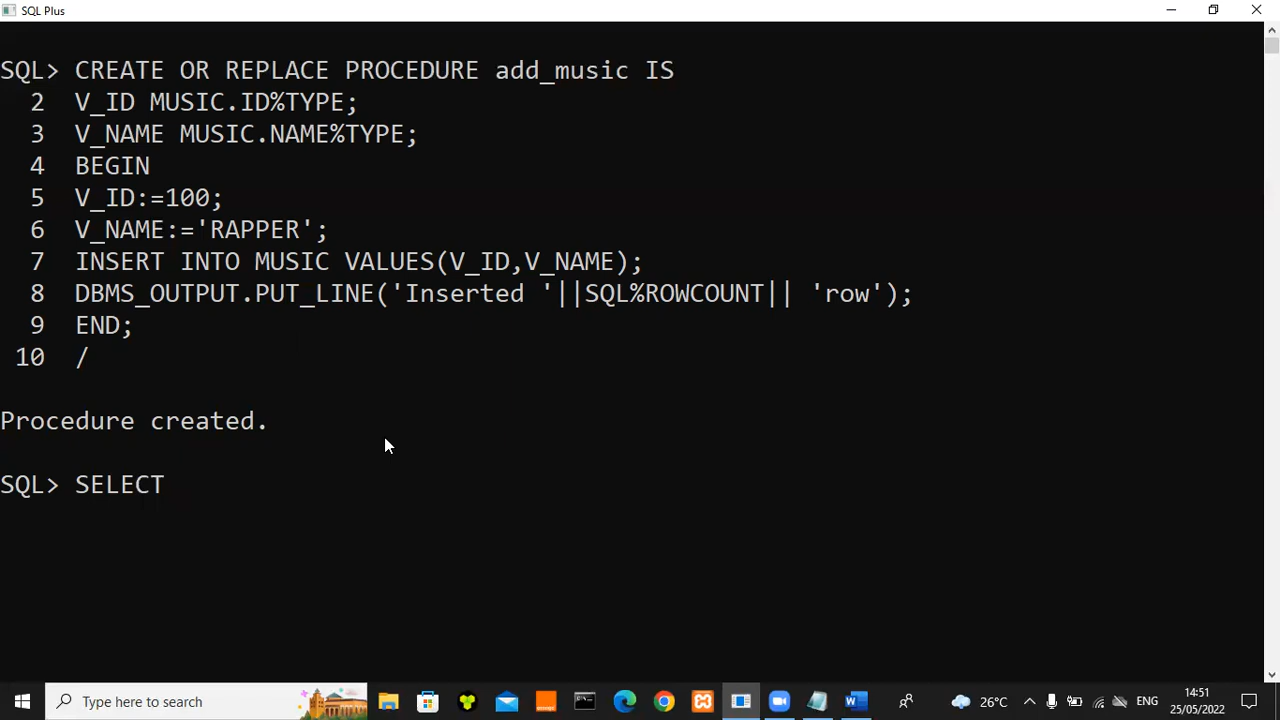 SQL Plus
SQL> CREATE OR REPLACE PROCEDURE add_music IS
2 V_ID MUSIC.ID%TYPE;
3 V_NAME MUSIC.NAME%TYPE;
4 BEGIN
5 V_ID:=100;
6 V_NAME:='RAPPER';
7 INSERT INTO MUSIC VALUES(V_ID,V_NAME);
8 DBMS_OUTPUT.PUT_LINE('Inserted '||SQL%ROWCOUNT|| 'row');
9 END;
10 /
Procedure created.
SQL> SELECT
Type here to search
26°C
ENG
14:51
25/05/2022